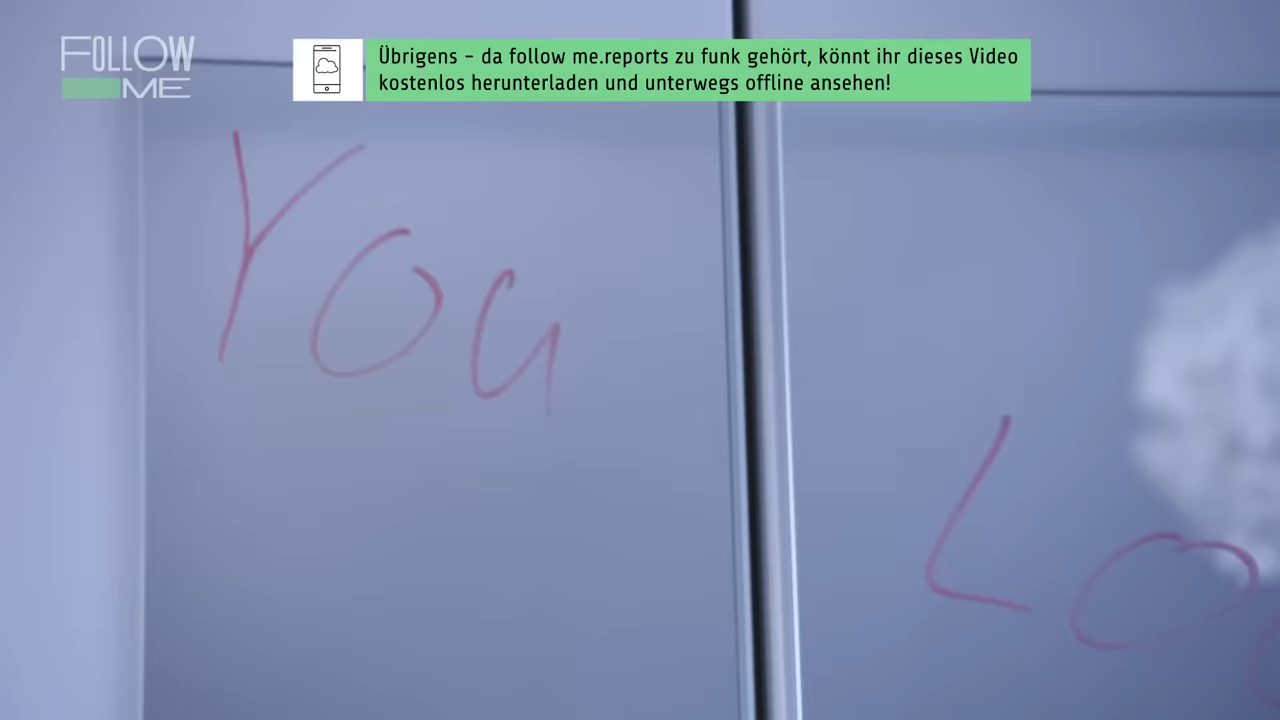 FOLLOW
ME
Übrigens - da follow me.reports zu funk gehört, könnt ihr dieses Video
kostenlos herunterladen und unterwegs offline ansehen!
You